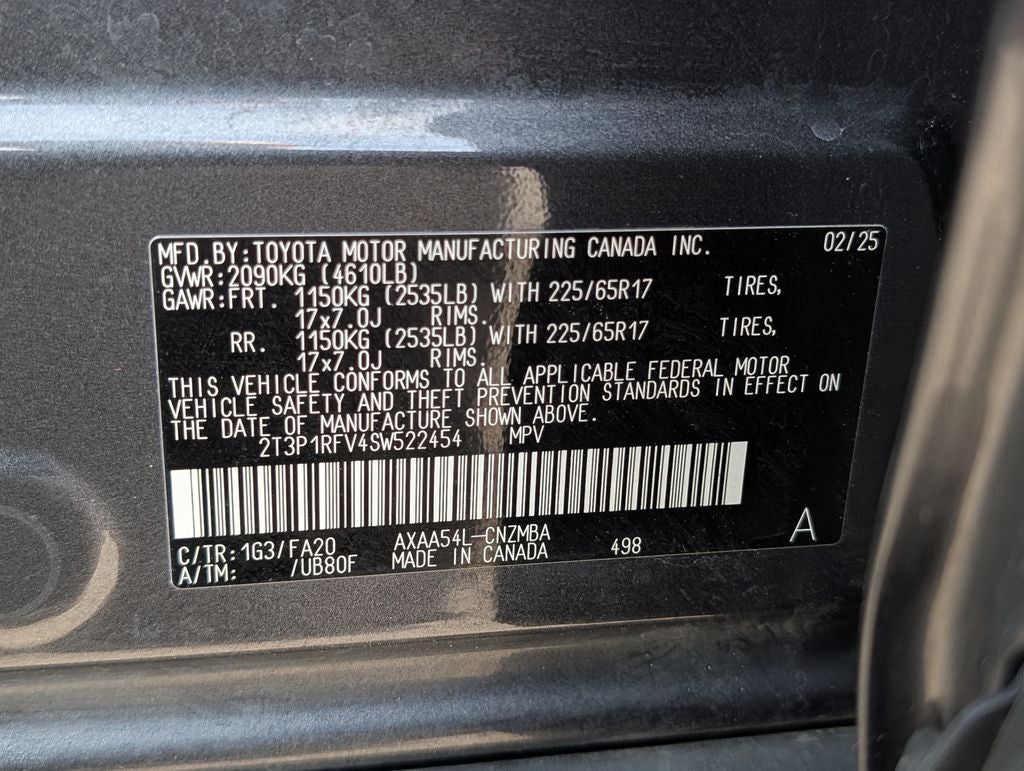 MFD.BY:TOYOTA MOTOR MANUFACTURING CANADA INC. 02/25
GVWR:2090KG (4610LB)
GAWR:FRT. 1150KG (2535LB) WITH 225/65R17 TIRES,
17x7.0J RIMS.
RR. 1150KG (2535LB) WITH 225/65R17 TIRES,
17x7.0J RIMS.
THIS VEHICLE CONFORMS TO ALL APPLICABLE FEDERAL MOTOR
VEHICLE SAFETY AND THEFT PREVENTION STANDARDS IN EFFECT ON
THE DATE OF MANUFACTURE SHOWN ABOVE.
2T3P1RFV4SW522454 MPV
C/TR:1G3/FA20 AXAA54L-CNZMBA
A/TM: /UB80F MADE IN CANADA 498
A